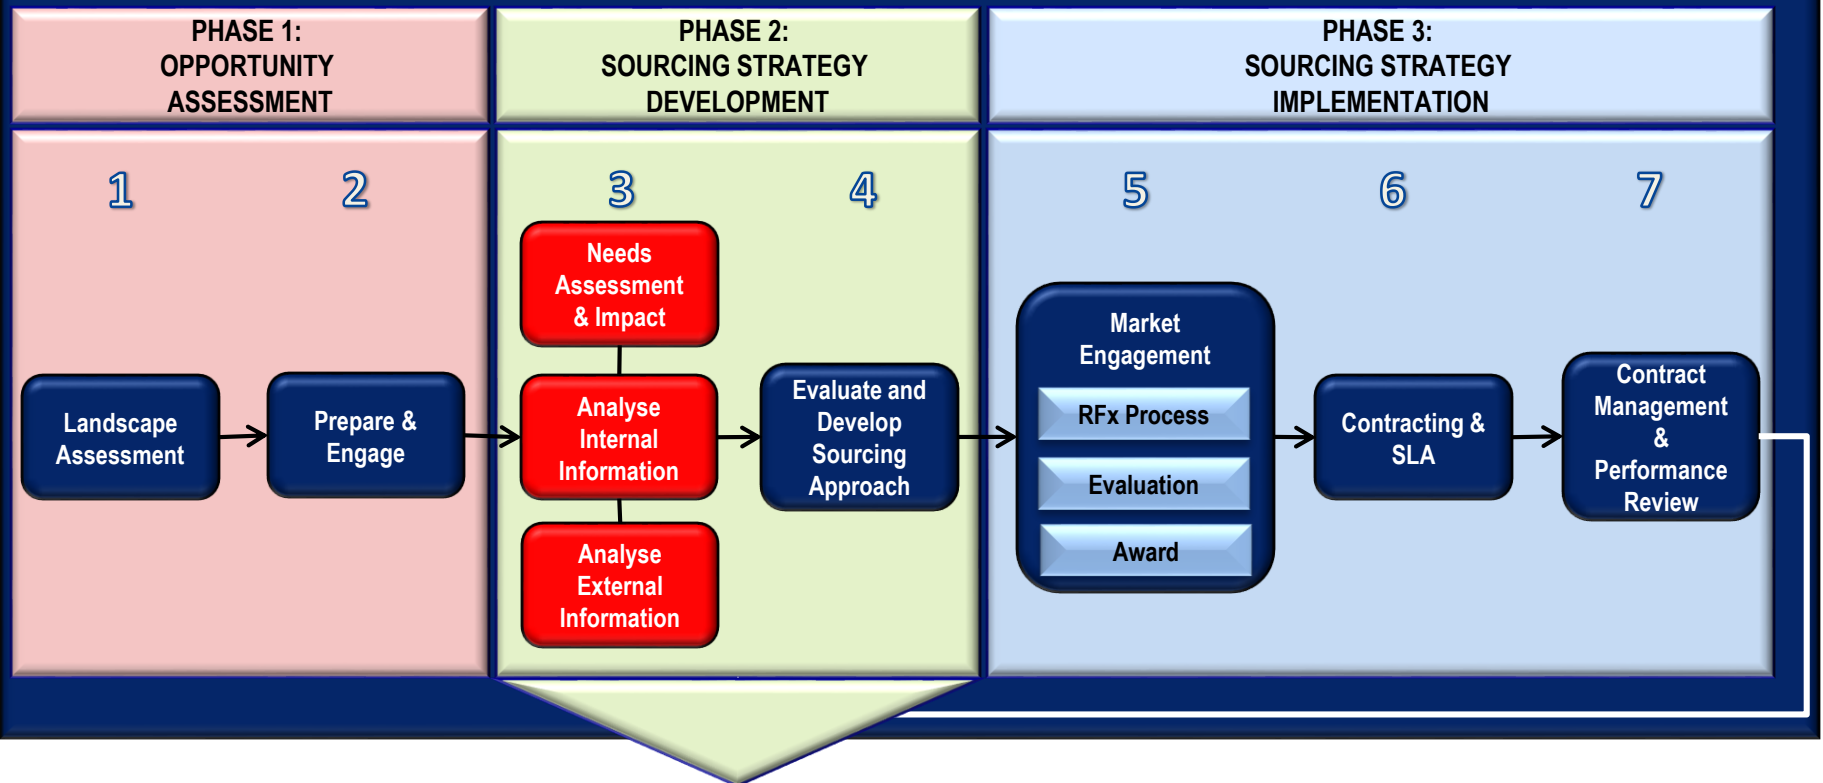 PHASE 1:
OPPORTUNITY
ASSESSMENT
PHASE 2:
SOURCING STRATEGY
DEVELOPMENT
PHASE 3:
SOURCING STRATEGY
IMPLEMENTATION
1
2
3
4
5
6
7
Landscape
Assessment
Prepare &
Engage
Needs
Assessment
& Impact
Analyse
Internal
Information
Analyse
External
Information
Evaluate and
Develop
Sourcing
Approach
Market
Engagement
RFx Process
Evaluation
Award
Contracting &
SLA
Contract
Management
&
Performance
Review